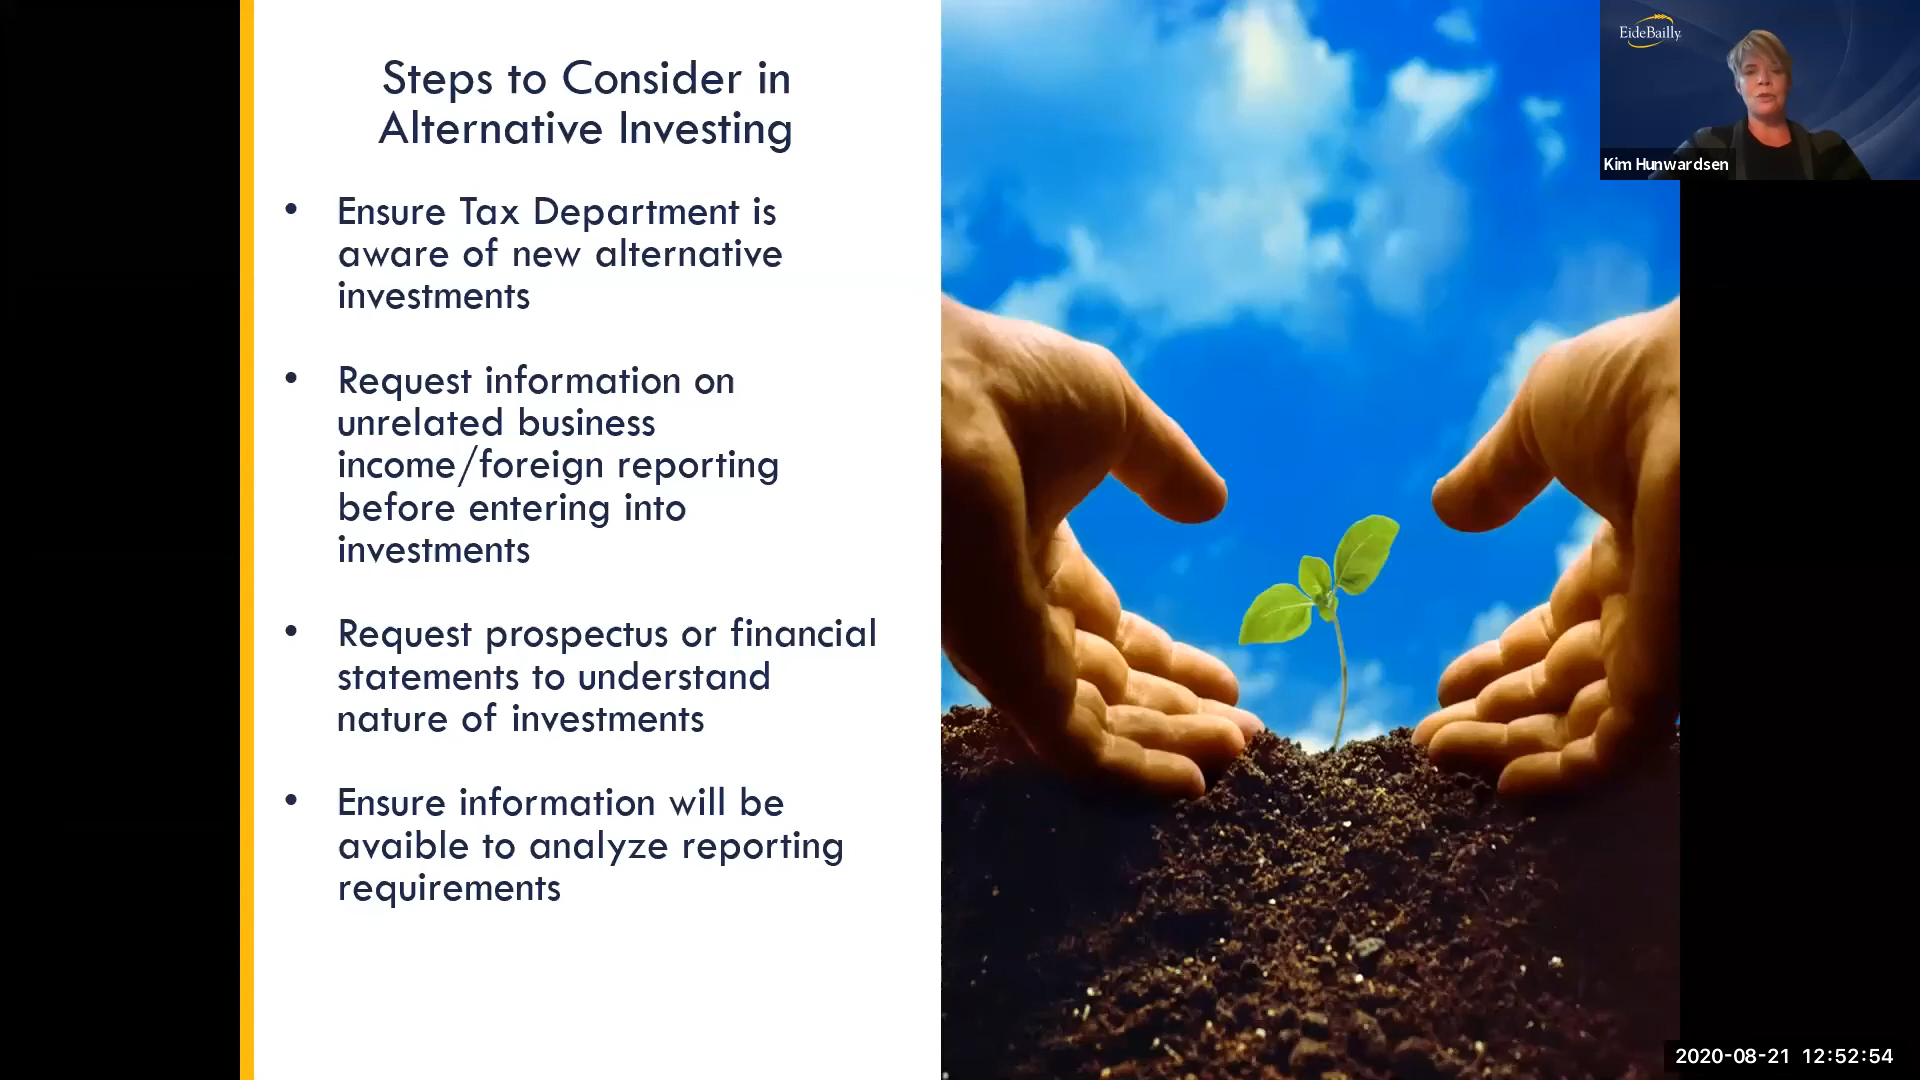 Steps to Consider in
Alternative Investing
• Ensure Tax Department is
aware of new alternative
investments
• Request information on
unrelated business
income/foreign reporting
before entering into
investments
• Request prospectus or financial
statements to understand
nature of investments
• Ensure information will be
avaible to analyze reporting
requirements
EideBailly
Kim Hunwardsen
2020-08-21 12:52:54